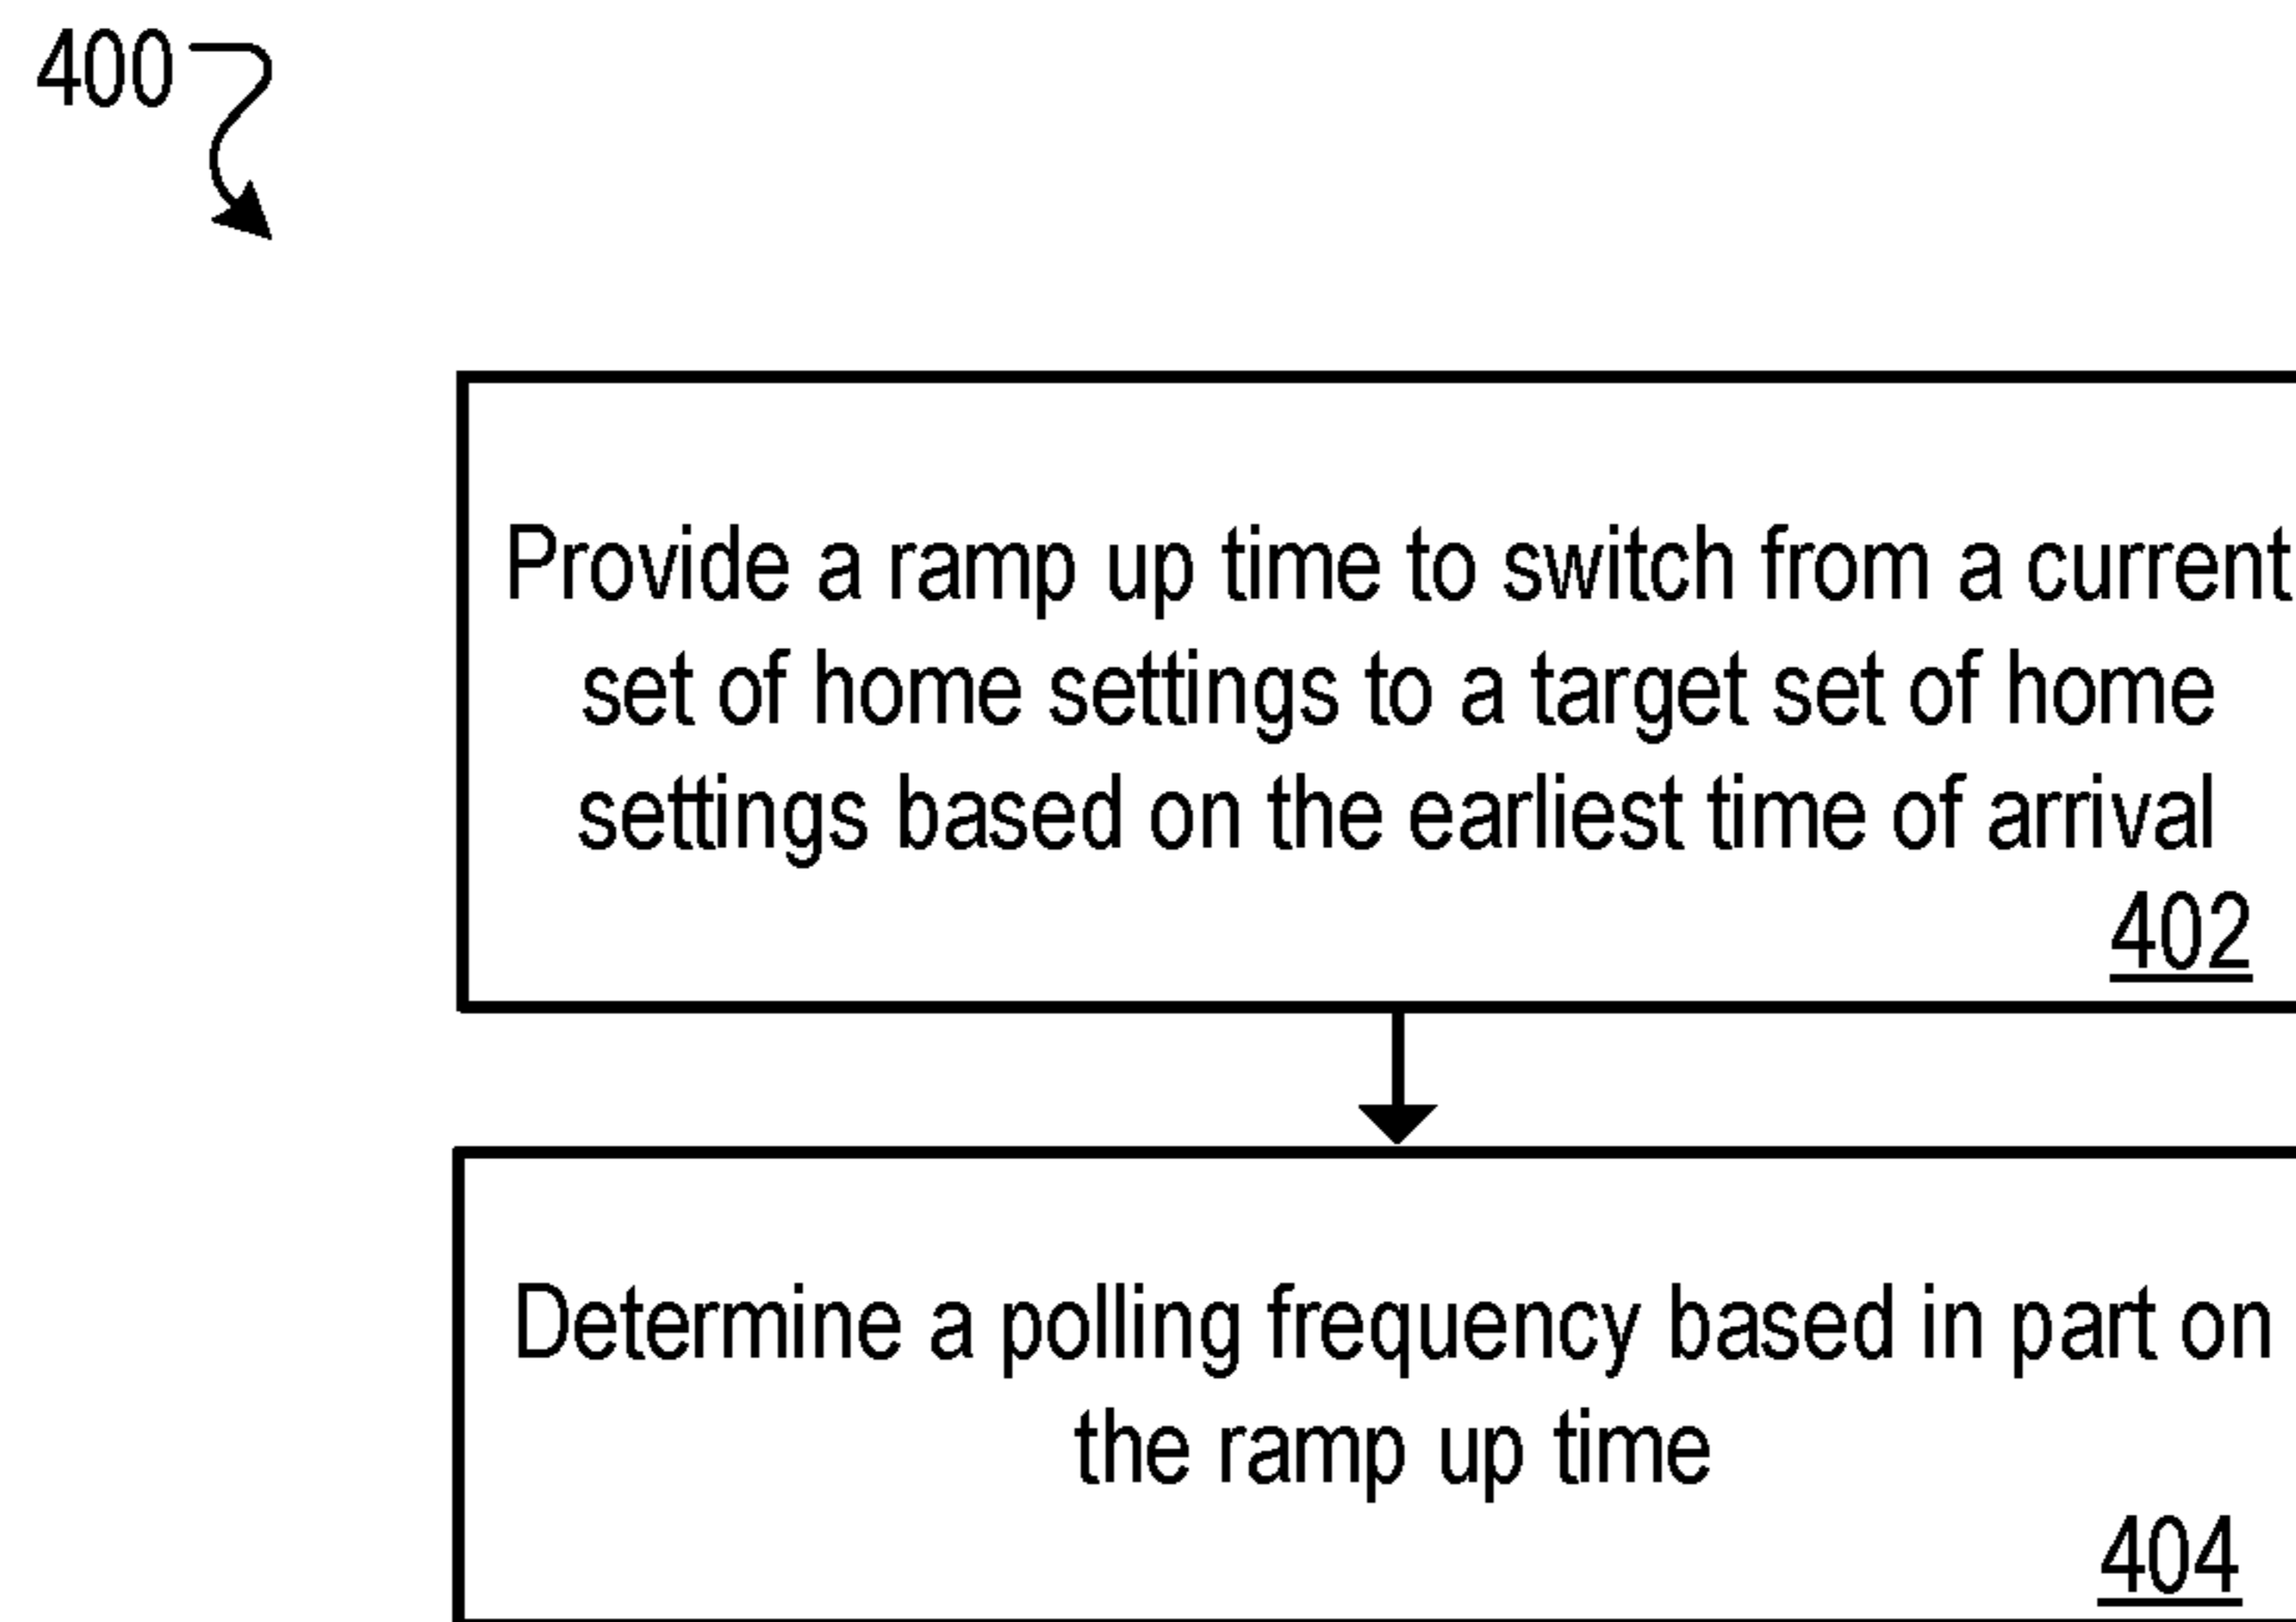 400
Provide a ramp up time to switch from a current
set of home settings to a target set of home
settings based on the earliest time of arrival
402
Determine a polling frequency based in part on
the ramp up time
404